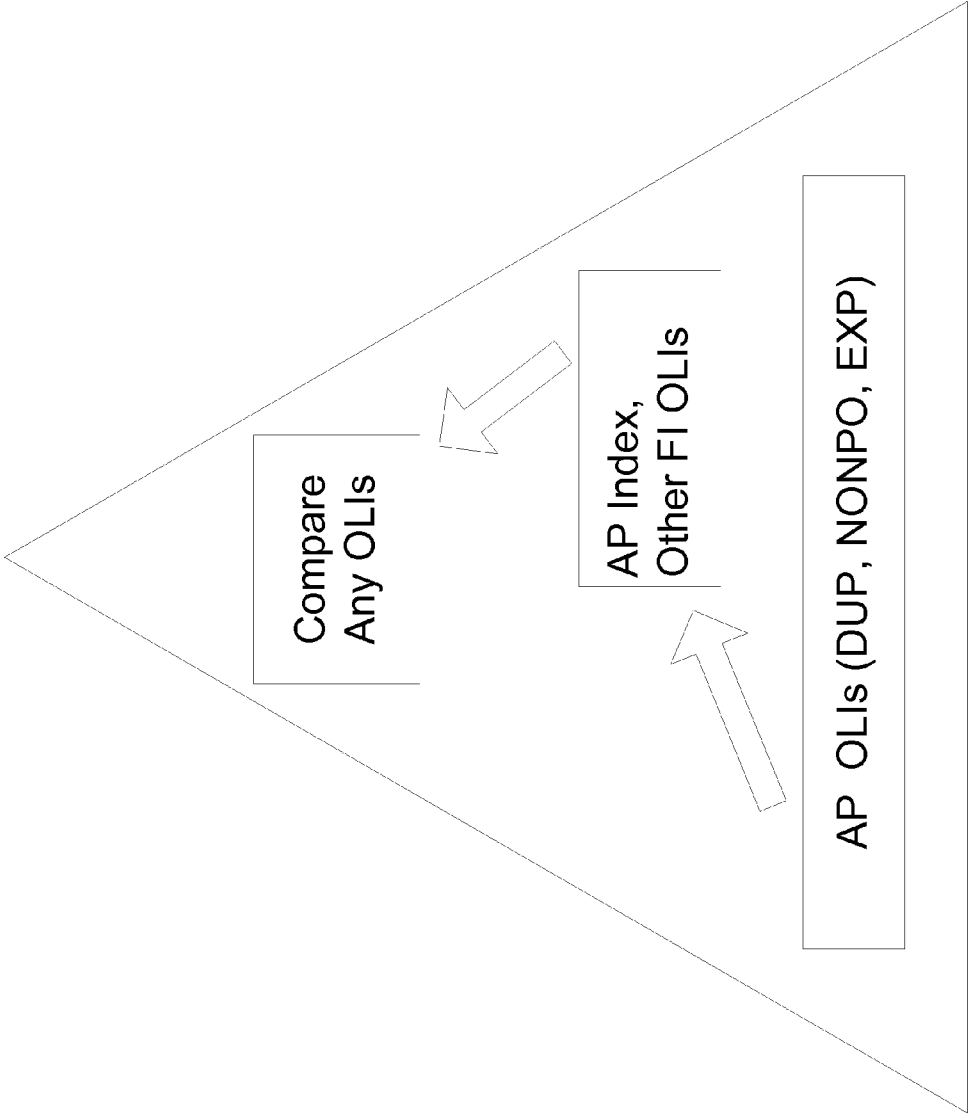 Compare
Any OLIs
AP Index,
Other FI OLIs
AP OLIs (DUP, NONPO, EXP)